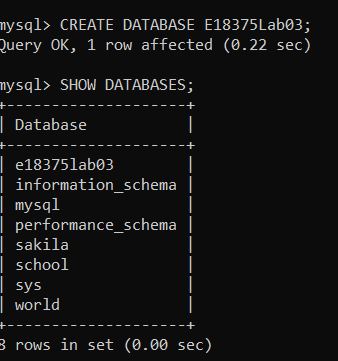 mysql> CREATE DATABASE E18375Lab03;
Query OK, 1 row affected (0.22 sec)
mysql> SHOW DATABASES;
+--------------------+
| Database           |
+--------------------+
| e18375lab03        |
| information_schema |
| mysql              |
| performance_schema |
| sakila             |
| school             |
| sys                |
| world              |
+--------------------+
8 rows in set (0.00 sec)